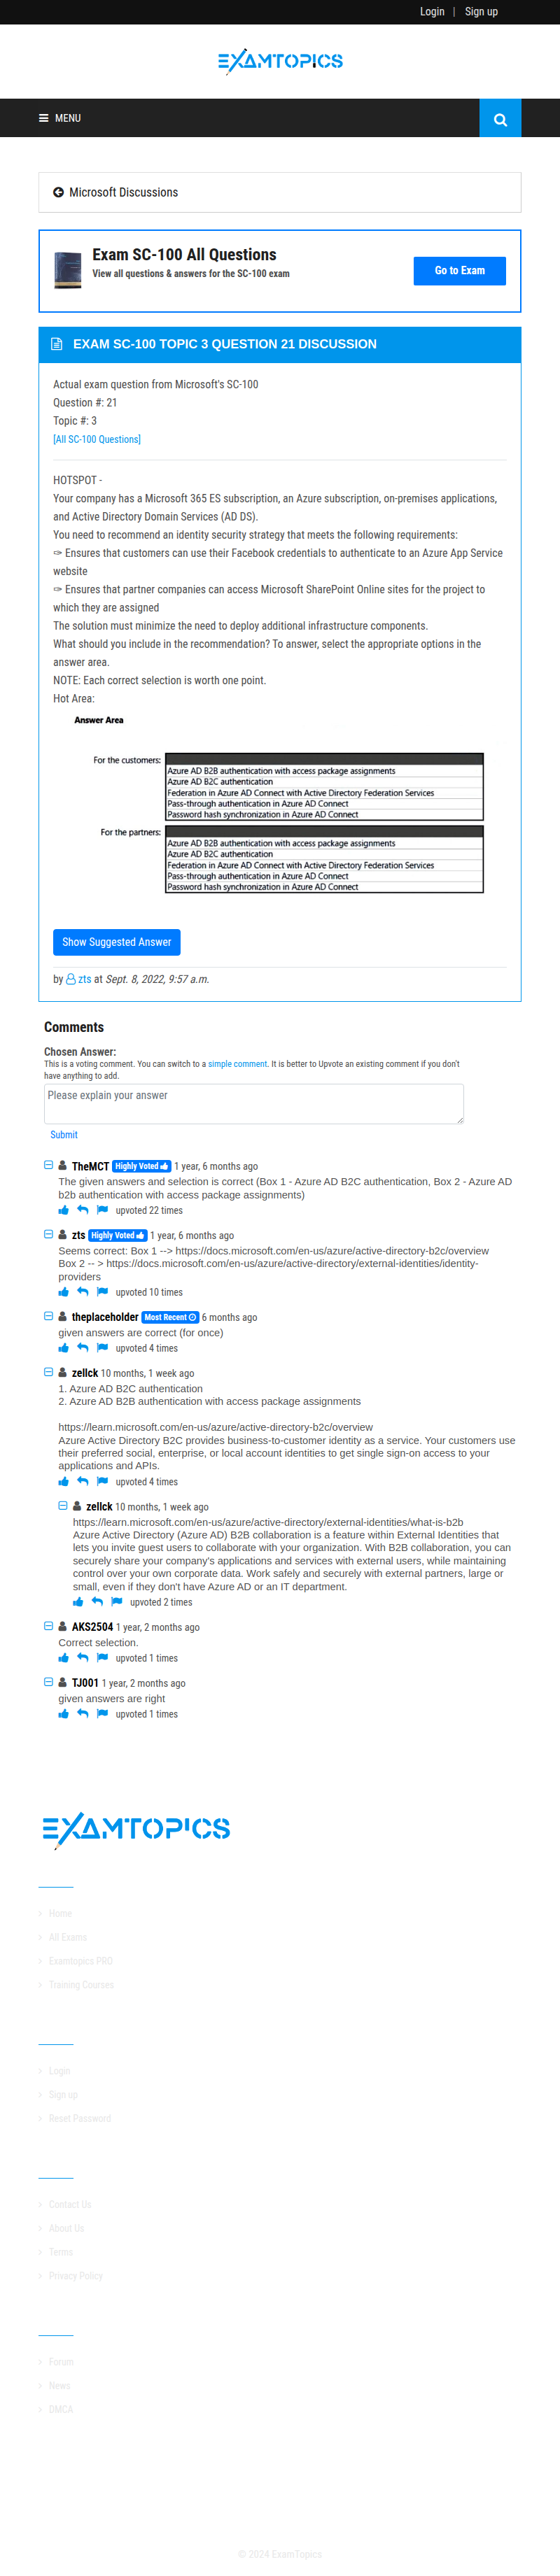 Login | Sign up
EXAMTOPICS
MENU
Microsoft Discussions
Exam SC-100 All Questions
View all questions & answers for the SC-100 exam
Go to Exam
EXAM SC-100 TOPIC 3 QUESTION 21 DISCUSSION
Actual exam question from Microsoft's SC-100
Question #: 21
Topic #: 3
[All SC-100 Questions]
HOTSPOT -
Your company has a Microsoft 365 ES subscription, an Azure subscription, on-premises applications,
and Active Directory Domain Services (AD DS).
You need to recommend an identity security strategy that meets the following requirements:
✑ Ensures that customers can use their Facebook credentials to authenticate to an Azure App Service
website
✑ Ensures that partner companies can access Microsoft SharePoint Online sites for the project to
which they are assigned
The solution must minimize the need to deploy additional infrastructure components.
What should you include in the recommendation? To answer, select the appropriate options in the
answer area.
NOTE: Each correct selection is worth one point.
Hot Area:
Answer Area
For the customers:
Azure AD B2B authentication with access package assignments
Azure AD B2C authentication
Federation in Azure AD Connect with Active Directory Federation Services
Pass-through authentication in Azure AD Connect
Password hash synchronization in Azure AD Connect
For the partners:
Azure AD B2B authentication with access package assignments
Azure AD B2C authentication
Federation in Azure AD Connect with Active Directory Federation Services
Pass-through authentication in Azure AD Connect
Password hash synchronization in Azure AD Connect
Show Suggested Answer
by zts at Sept. 8, 2022, 9:57 a.m.
Comments
Chosen Answer:
This is a voting comment. You can switch to a simple comment. It is better to Upvote an existing comment if you don't
have anything to add.
Please explain your answer
Submit
TheMCT Highly Voted 1 year, 6 months ago
The given answers and selection is correct (Box 1 - Azure AD B2C authentication, Box 2 - Azure AD
b2b authentication with access package assignments)
upvoted 22 times
zts Highly Voted 1 year, 6 months ago
Seems correct: Box 1 --> https://docs.microsoft.com/en-us/azure/active-directory-b2c/overview
Box 2 -- > https://docs.microsoft.com/en-us/azure/active-directory/external-identities/identity-
providers
upvoted 10 times
theplaceholder Most Recent 6 months ago
given answers are correct (for once)
upvoted 4 times
zellck 10 months, 1 week ago
1. Azure AD B2C authentication
2. Azure AD B2B authentication with access package assignments
https://learn.microsoft.com/en-us/azure/active-directory-b2c/overview
Azure Active Directory B2C provides business-to-customer identity as a service. Your customers use
their preferred social, enterprise, or local account identities to get single sign-on access to your
applications and APIs.
upvoted 4 times
zellck 10 months, 1 week ago
https://learn.microsoft.com/en-us/azure/active-directory/external-identities/what-is-b2b
Azure Active Directory (Azure AD) B2B collaboration is a feature within External Identities that
lets you invite guest users to collaborate with your organization. With B2B collaboration, you can
securely share your company's applications and services with external users, while maintaining
control over your own corporate data. Work safely and securely with external partners, large or
small, even if they don't have Azure AD or an IT department.
upvoted 2 times
AKS2504 1 year, 2 months ago
Correct selection.
upvoted 1 times
TJ001 1 year, 2 months ago
given answers are right
upvoted 1 times
EXAMTOPICS
Home
All Exams
Examtopics PRO
Training Courses
Login
Sign up
Reset Password
Contact Us
About Us
Terms
Privacy Policy
Forum
News
DMCA
© 2024 ExamTopics